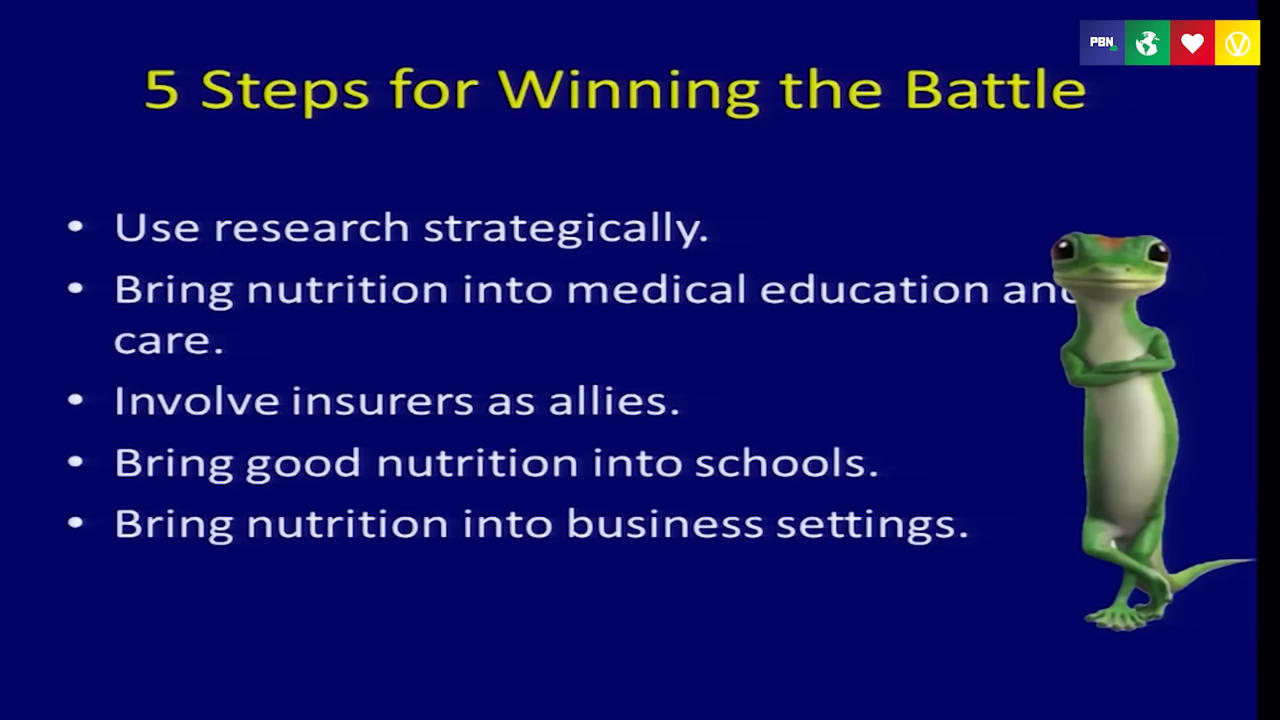 PBN
5 Steps for Winning the Battle
• Use research strategically.
• Bring nutrition into medical education and
care.
• Involve insurers as allies.
• Bring good nutrition into schools.
• Bring nutrition into business settings.